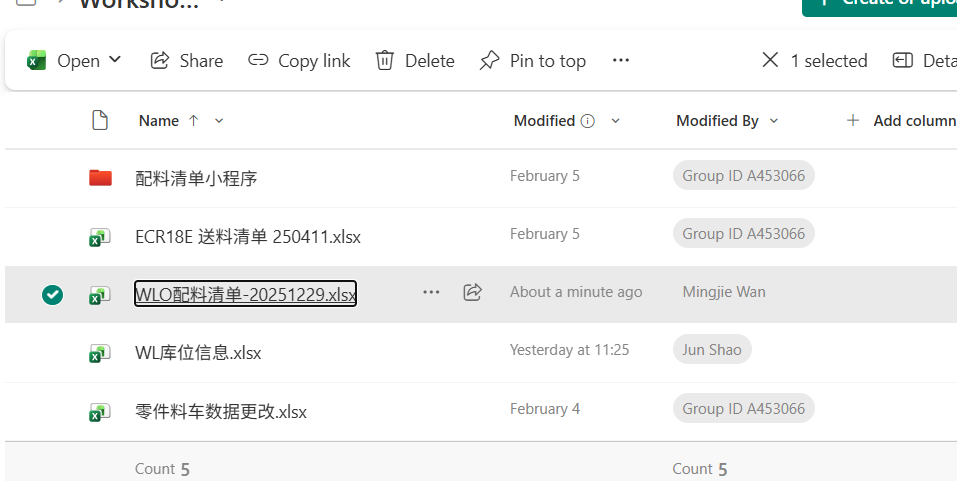 Worksho...
Create or uploa
Open Share Copy link Delete Pin to top ... 1 selected Deta
Name Modified Modified By Add column
配料清单小程序 February 5 Group ID A453066
ECR18E 送料清单 250411.xlsx February 5 Group ID A453066
WLO配料清单-20251229.xlsx ... About a minute ago Mingjie Wan
WL库位信息.xlsx Yesterday at 11:25 Jun Shao
零件料车数据更改.xlsx February 4 Group ID A453066
Count 5 Count 5